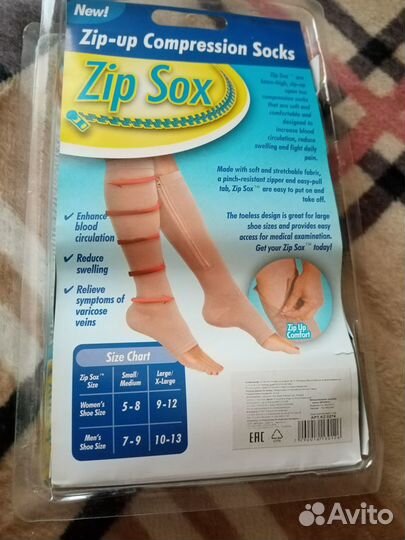 New!
Zip-up Compression Socks
Zip Sox
Zip Sox™ are
knee-high, zip-up
open toe
compression socks
that are soft and
comfortable and
designed to
increase blood
circulation, reduce
swelling and fight daily
pain.
Made with soft and stretchable fabric,
a pinch-resistant zipper and easy-pull
tab, Zip Sox™ are easy to put on and
take off.
The toeless design is great for large
shoe sizes and provides easy
access for medical examination.
Get your Zip Sox™ today!
✓ Enhance
blood
circulation
✓ Reduce
swelling
✓ Relieve
symptoms of
varicose
veins
Zip Up
Comfort
Size Chart
Zip Sox™ Size Small/ Medium Large/ X-Large
Women's Shoe Size 5-8 9-12
Men's Shoe Size 7-9 10-13
EAC
Avito